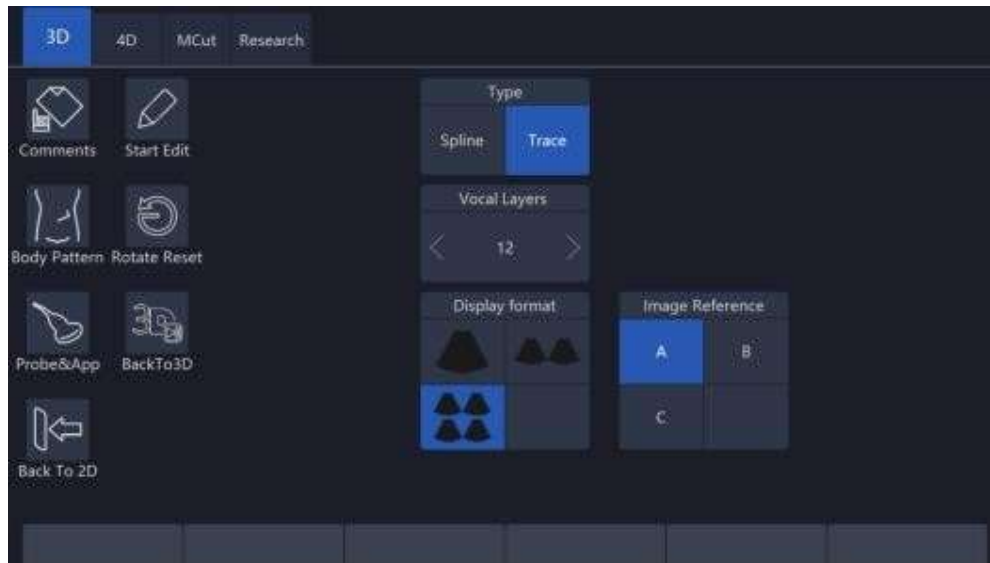 3D 4D MCut Research
Comments Start Edit
Body Pattern Rotate Reset
Probe&App BackTo3D
Back To 2D
Type
Spline Trace
Vocal Layers
12
Display format
Image Reference
A B
C